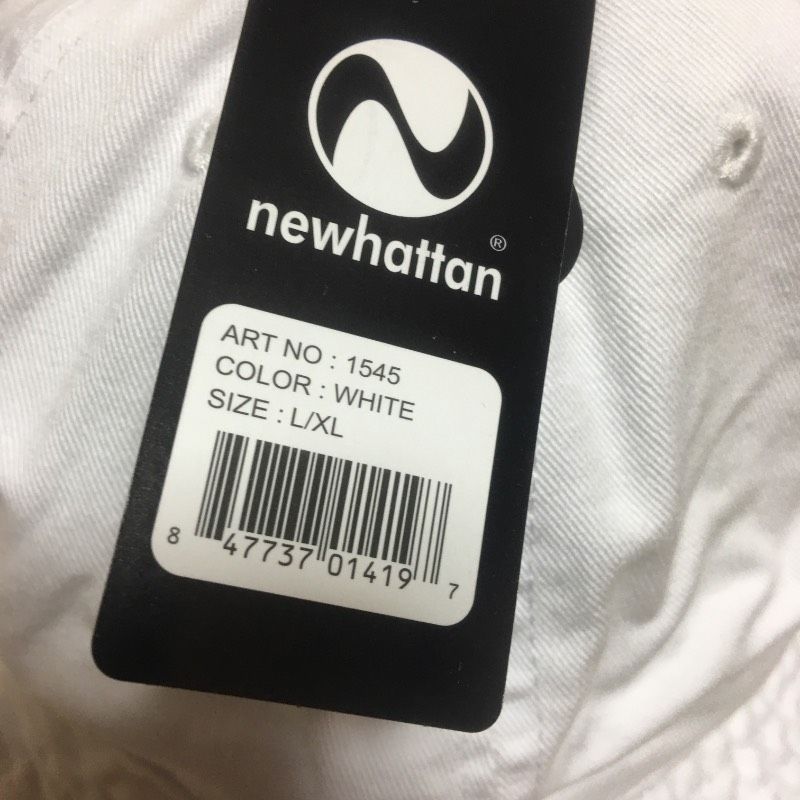 newhattan®
ART NO : 1545
COLOR : WHITE
SIZE : L/XL
8 47737 01419 7